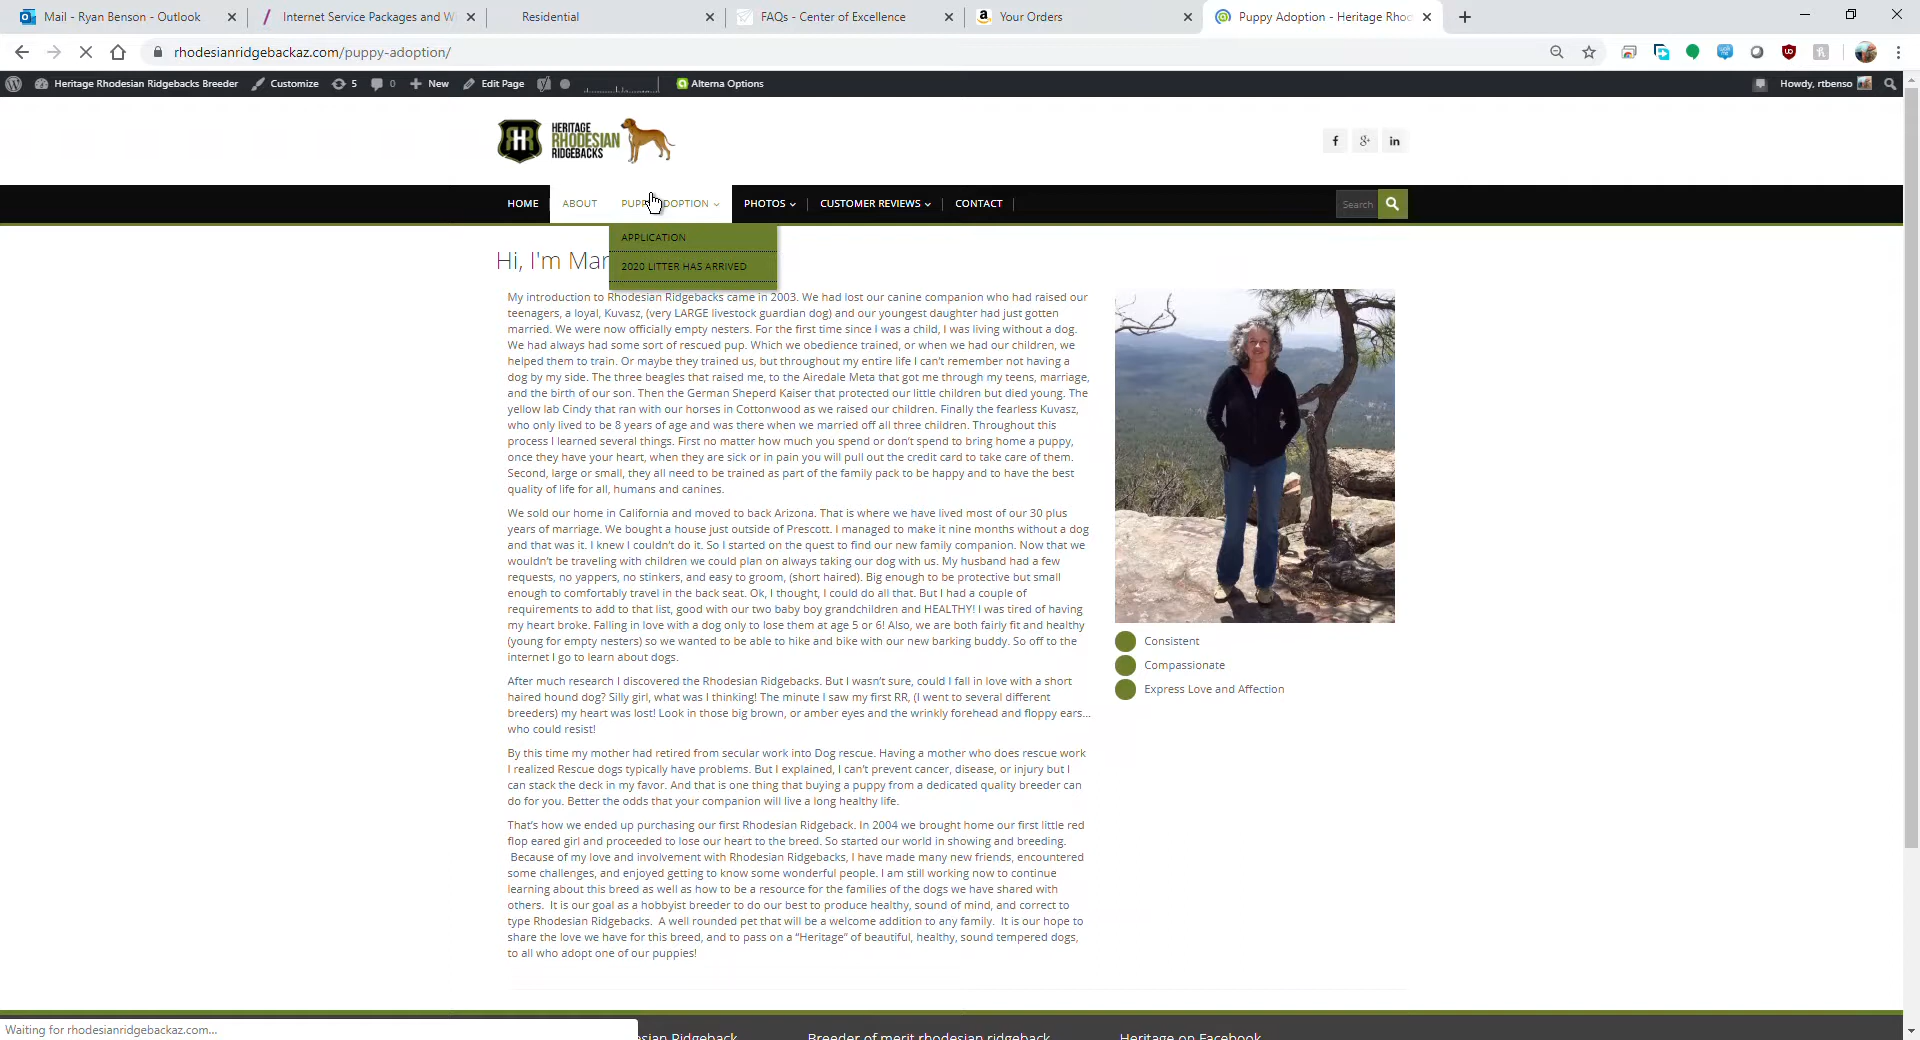 Mail - Ryan Benson - Outlook
Internet Service Packages and W
Residential
FAQs - Center of Excellence
Your Orders
Puppy Adoption - Heritage Rhod
rhodesianridgebackaz.com/puppy-adoption/
Heritage Rhodesian Ridgebacks Breeder
Customize
5
0
New
Edit Page
Alterna Options
Howdy, rtbenso
HERITAGE
RHODESIAN
RIDGEBACKS
HOME
ABOUT
PUPPY ADOPTION
PHOTOS
CUSTOMER REVIEWS
CONTACT
Search
APPLICATION
2020 LITTER HAS ARRIVED
Hi, I'm Mar
My introduction to Rhodesian Ridgebacks came in 2003. We had lost our canine companion who had raised our
teenagers, a loyal, Kuvasz, (very LARGE livestock guardian dog) and our youngest daughter had just gotten
married. We were now officially empty nesters. For the first time since I was a child, I was living without a dog.
We had always had some sort of rescued pup. Which we obedience trained, or when we had our children, we
helped them to train. Or maybe they trained us, but throughout my entire life I can't remember not having a
dog by my side. The three beagles that raised me, to the Airedale Meta that got me through my teens, marriage,
and the birth of our son. Then the German Sheperd Kaiser that protected our little children but died young. The
yellow lab Cindy that ran with our horses in Cottonwood as we raised our children. Finally the fearless Kuvasz,
who only lived to be 8 years of age and was there when we married off all three children. Throughout this
process I learned several things. First no matter how much you spend or don't spend to bring home a puppy,
once they have your heart, when they are sick or in pain you will pull out the credit card to take care of them.
Second, large or small, they all need to be trained as part of the family pack to be happy and to have the best
quality of life for all, humans and canines.
We sold our home in California and moved to back Arizona. That is where we have lived most of our 30 plus
years of marriage. We bought a house just outside of Prescott. I managed to make it nine months without a dog
and that was it. I knew I couldn't do it. So I started on the quest to find our new family companion. Now that we
wouldn't be traveling with children we could plan on always taking our dog with us. My husband had a few
requests, no yappers, no stinkers, and easy to groom, (short haired). Big enough to be protective but small
enough to comfortably travel in the back seat. Ok, I thought, I could do all that. But I had a couple of
requirements to add to that list, good with our two baby boy grandchildren and HEALTHY! I was tired of having
my heart broke. Falling in love with a dog only to lose them at age 5 or 6! Also, we are both fairly fit and healthy
(young for empty nesters) so we wanted to be able to hike and bike with our new barking buddy. So off to the
internet I go to learn about dogs.
After much research I discovered the Rhodesian Ridgebacks. But I wasn't sure, could I fall in love with a short
haired hound dog? Silly girl, what was I thinking! The minute I saw my first RR, (I went to several different
breeders) my heart was lost! Look in those big brown, or amber eyes and the wrinkly forehead and floppy ears...
who could resist!
By this time my mother had retired from secular work into Dog rescue. Having a mother who does rescue work
I realized Rescue dogs typically have problems. But I explained, I can't prevent cancer, disease, or injury but I
can stack the deck in my favor. And that is one thing that buying a puppy from a dedicated quality breeder can
do for you. Better the odds that your companion will live a long healthy life.
That's how we ended up purchasing our first Rhodesian Ridgeback. In 2004 we brought home our first little red
flop eared girl and proceeded to lose our heart to the breed. So started our world in showing and breeding.
Because of my love and involvement with Rhodesian Ridgebacks, I have made many new friends, encountered
some challenges, and enjoyed getting to know some wonderful people. I am still working now to continue
learning about this breed as well as how to be a resource for the families of the dogs we have shared with
others. It is our goal as a hobbyist breeder to do our best to produce healthy, sound of mind, and correct to
type Rhodesian Ridgebacks. A well rounded pet that will be a welcome addition to any family. It is our hope to
share the love we have for this breed, and to pass on a “Heritage” of beautiful, healthy, sound tempered dogs,
to all who adopt one of our puppies!
Consistent
Compassionate
Express Love and Affection
Waiting for rhodesianridgebackaz.com...
sian Ridgeback
Breeder of merit rhodesian ridgeback
Heritage on Facebook